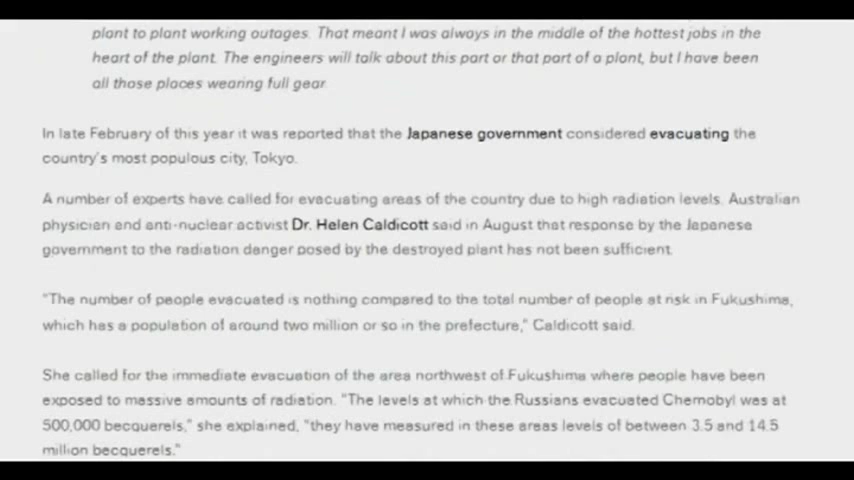 plant to plant working outages. That meant I was always in the middle of the hottest jobs in the
heart of the plant. The engineers will talk about this part or that part of a plant, but I have been
all those places wearing full gear.
In late February of this year it was reported that the Japanese government considered evacuating the
country's most populous city, Tokyo.
A number of experts have called for evacuating areas of the country due to high radiation levels. Australian
physician and anti-nuclear activist Dr. Helen Caldicott said in August that response by the Japanese
government to the radiation danger posed by the destroyed plant has not been sufficient.
"The number of people evacuated is nothing compared to the total number of people at risk in Fukushima,
which has a population of around two million or so in the prefecture," Caldicott said.
She called for the immediate evacuation of the area northwest of Fukushima where people have been
exposed to massive amounts of radiation. "The levels at which the Russians evacuated Chernobyl was at
500,000 becquerels," she explained, "they have measured in these areas levels of between 3.5 and 14.5
million becquerels."